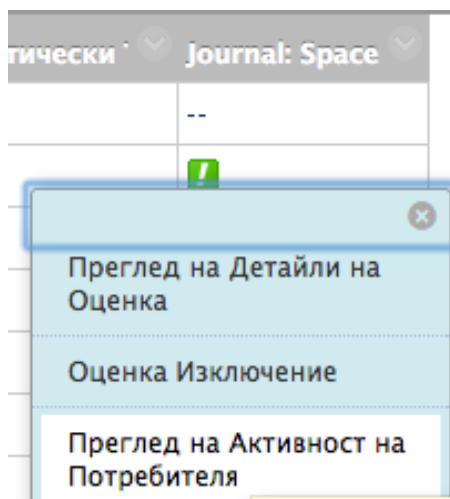 тически Journal: Space
--
!
Преглед на Детайли на
Оценка
Оценка Изключение
Преглед на Активност на
Потребителя